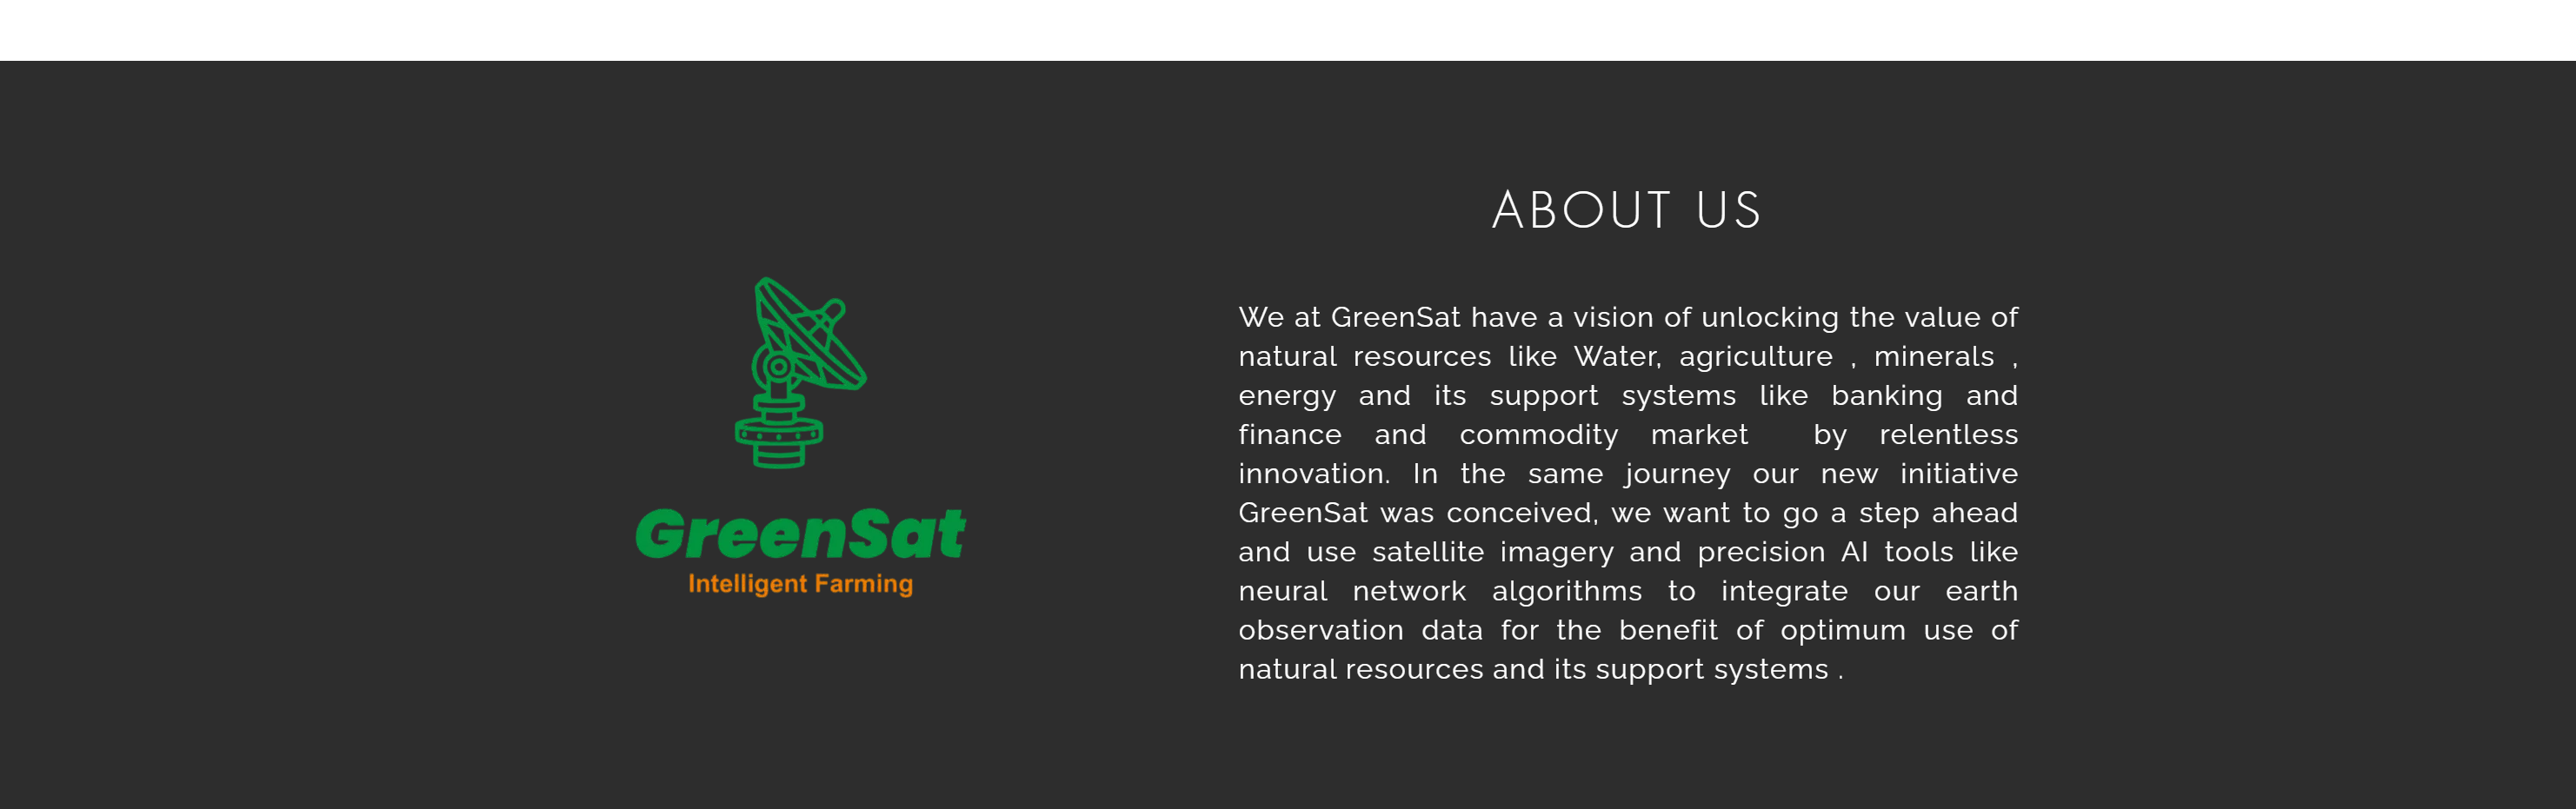 ABOUT US
We at GreenSat have a vision of unlocking the value of
natural resources like Water, agriculture , minerals ,
energy and its support systems like banking and
finance and commodity market  by relentless
innovation. In the same journey our new initiative
GreenSat was conceived, we want to go a step ahead
and use satellite imagery and precision AI tools like
neural network algorithms to integrate our earth
observation data for the benefit of optimum use of
natural resources and its support systems .
GreenSat
Intelligent Farming